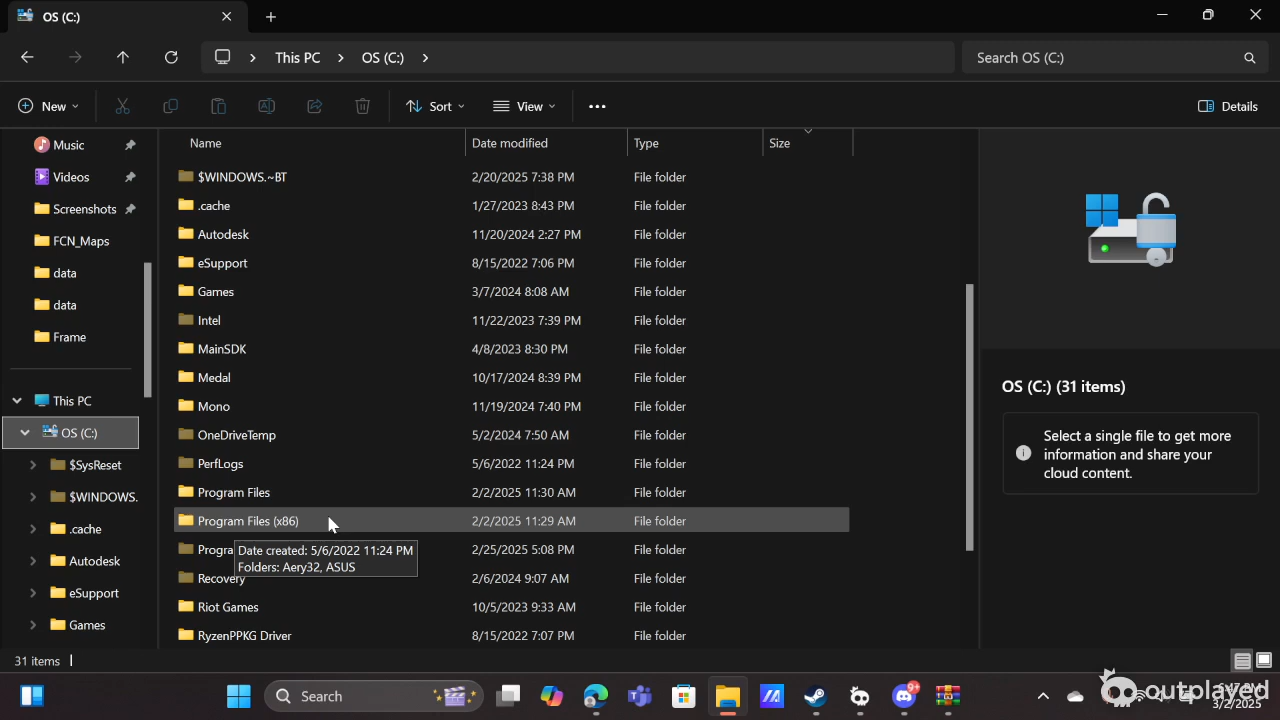 OS (C:)
This PC > OS (C:) >
Search OS (C:)
New
Sort
View
Details
Name Date modified Type Size
Music
Videos
Screenshots
FCN_Maps
data
data
Frame
This PC
OS (C:)
$SysReset
$WINDOWS.
.cache
Autodesk
eSupport
Games
$WINDOWS.~BT 2/20/2025 7:38 PM File folder
.cache 1/27/2023 8:43 PM File folder
Autodesk 11/20/2024 2:27 PM File folder
eSupport 8/15/2022 7:06 PM File folder
Games 3/7/2024 8:08 AM File folder
Intel 11/22/2023 7:39 PM File folder
MainSDK 4/8/2023 8:30 PM File folder
Medal 10/17/2024 8:39 PM File folder
Mono 11/19/2024 7:40 PM File folder
OneDriveTemp 5/2/2024 7:50 AM File folder
PerfLogs 5/6/2022 11:24 PM File folder
Program Files 2/2/2025 11:30 AM File folder
Program Files (x86) 2/2/2025 11:29 AM File folder
Progra 2/25/2025 5:08 PM File folder
Date created: 5/6/2022 11:24 PM
Folders: Aery32, ASUS
Recovery 2/6/2024 9:07 AM File folder
Riot Games 10/5/2023 9:33 AM File folder
RyzenPPKG Driver 8/15/2022 7:07 PM File folder
OS (C:) (31 items)
Select a single file to get more
information and share your
cloud content.
31 items
Search
9+
outplayed
3/2/2025